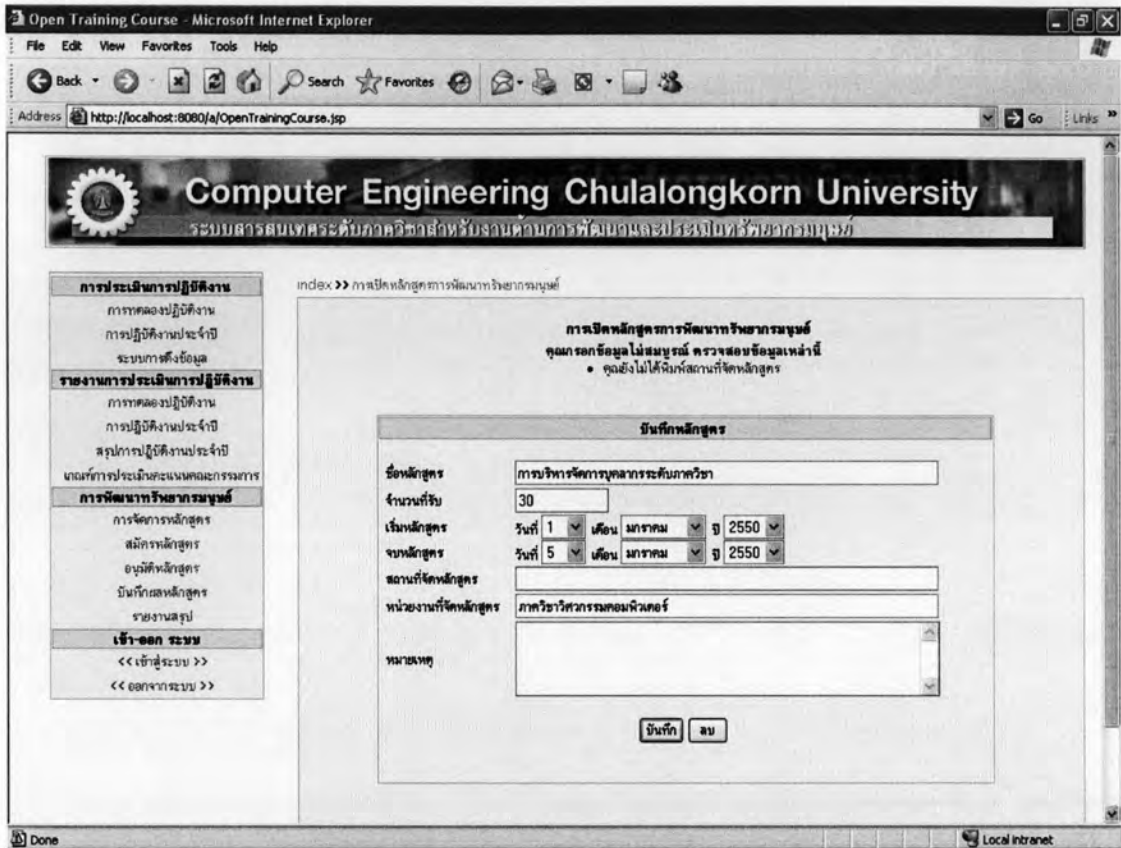 Open Training Course - Microsoft Internet Explorer
File Edit View Favorites Tools Help
Back Search Favorites
Address http://localhost:8080/a/OpenTrainingCourse.jsp Go Links »
Computer Engineering Chulalongkorn University
ระบบสารสนเทศระดับภาควิชาสำหรับงานด้านการพัฒนาและประเมินทรัพยากรมนุษย์
การประเมินการปฏิบัติงาน
การทดลองปฏิบัติงาน
การปฏิบัติงานประจำปี
ระบบการดึงข้อมูล
รายงานการประเมินการปฏิบัติงาน
การทดลองปฏิบัติงาน
การปฏิบัติงานประจำปี
สรุปการปฏิบัติงานประจำปี
เกณฑ์การประเมินคะแนนคณะกรรมการ
การพัฒนาทรัพยากรมนุษย์
การจัดการหลักสูตร
สมัครหลักสูตร
อนุมัติหลักสูตร
บันทึกผลหลักสูตร
รายงานสรุป
เข้า-ออก ระบบ
<< เข้าสู่ระบบ >>
<< ออกจากระบบ >>
index >> การเปิดหลักสูตรการพัฒนาทรัพยากรมนุษย์
การเปิดหลักสูตรการพัฒนาทรัพยากรมนุษย์
คุณกรอกข้อมูลไม่สมบูรณ์ ตรวจสอบข้อมูลเหล่านี้
• คุณยังไม่ได้พิมพ์สถานที่จัดหลักสูตร
บันทึกหลักสูตร
ชื่อหลักสูตร การบริหารจัดการบุคลากรระดับภาควิชา
จำนวนที่รับ 30
เริ่มหลักสูตร วันที่ 1 เดือน มกราคม ปี 2550
จบหลักสูตร วันที่ 5 เดือน มกราคม ปี 2550
สถานที่จัดหลักสูตร
หน่วยงานที่จัดหลักสูตร ภาควิชาวิศวกรรมคอมพิวเตอร์
หมายเหตุ
บันทึก ลบ
Done Local intranet